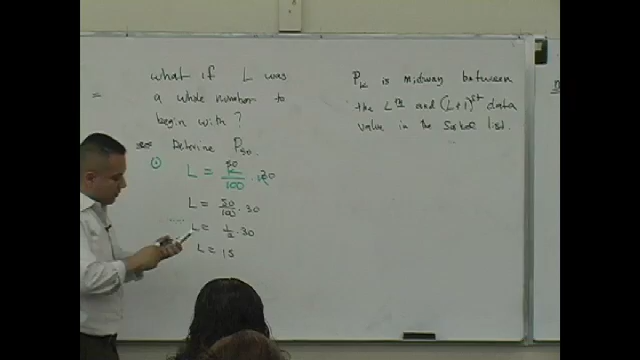 what if L was
a whole number to
begin with?
Determine P50.
① L = k/100 · n 50 30
L = 50/100 · 30
L = 1/2 · 30
L = 15
Pk is midway between
the Lth and (L+1)st data
value in the sorted list.
=